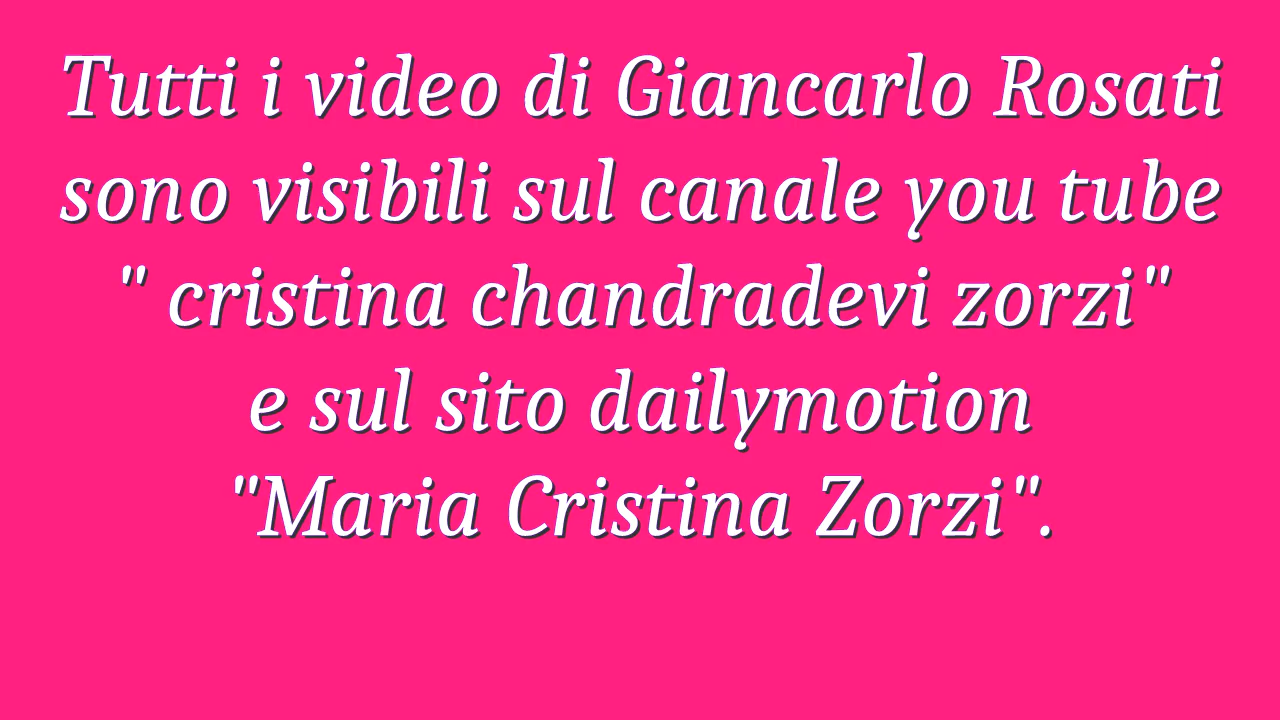 Tutti i video di Giancarlo Rosati
sono visibili sul canale you tube
" cristina chandradevi zorzi"
e sul sito dailymotion
"Maria Cristina Zorzi".